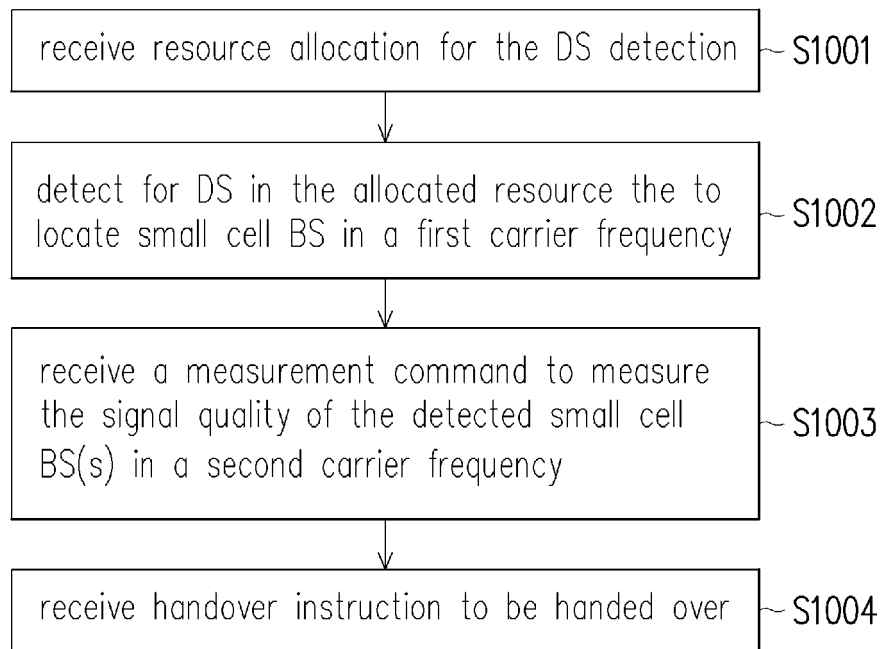 receive resource allocation for the DS detection S1001
detect for DS in the allocated resource the to S1002
locate small cell BS in a first carrier frequency
receive a measurement command to measure
the signal quality of the detected small cell S1003
BS(s) in a second carrier frequency
receive handover instruction to be handed over S1004